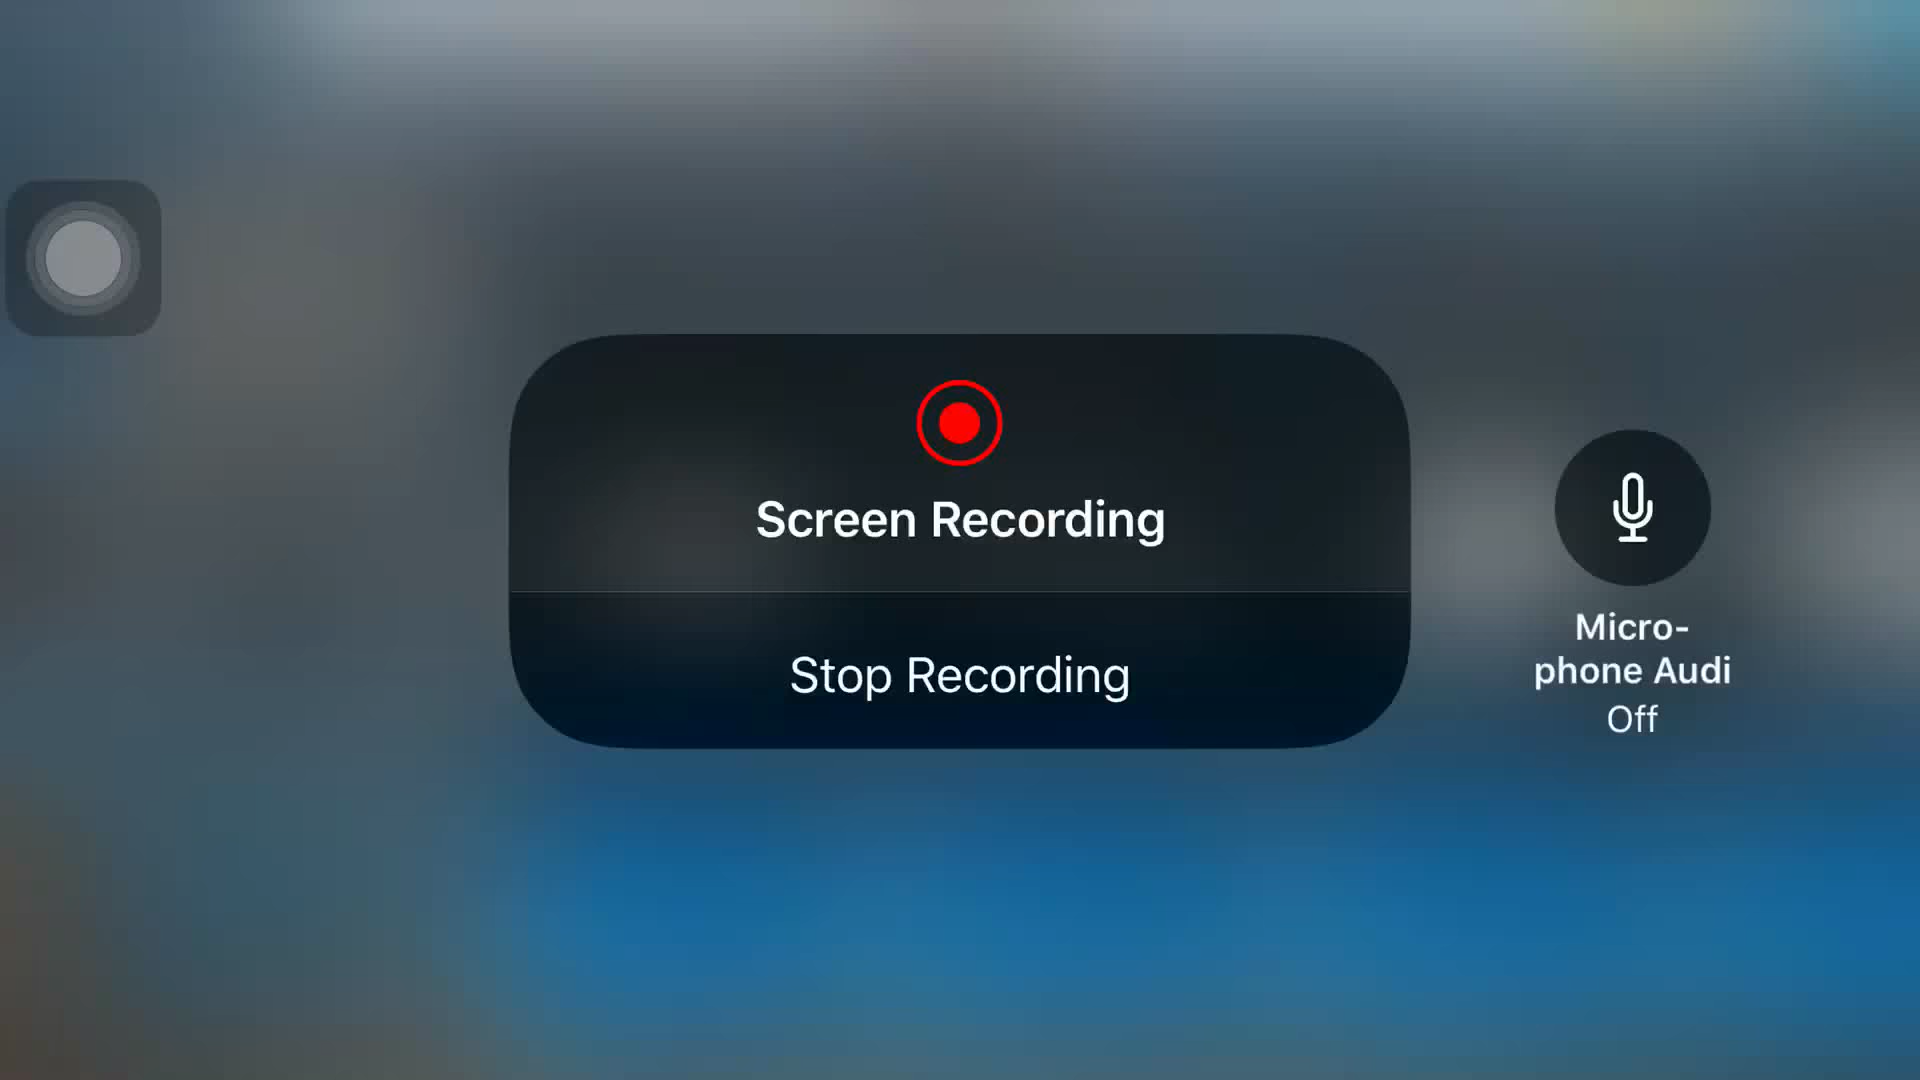 Screen Recording
Stop Recording
Micro-
phone Audi
Off